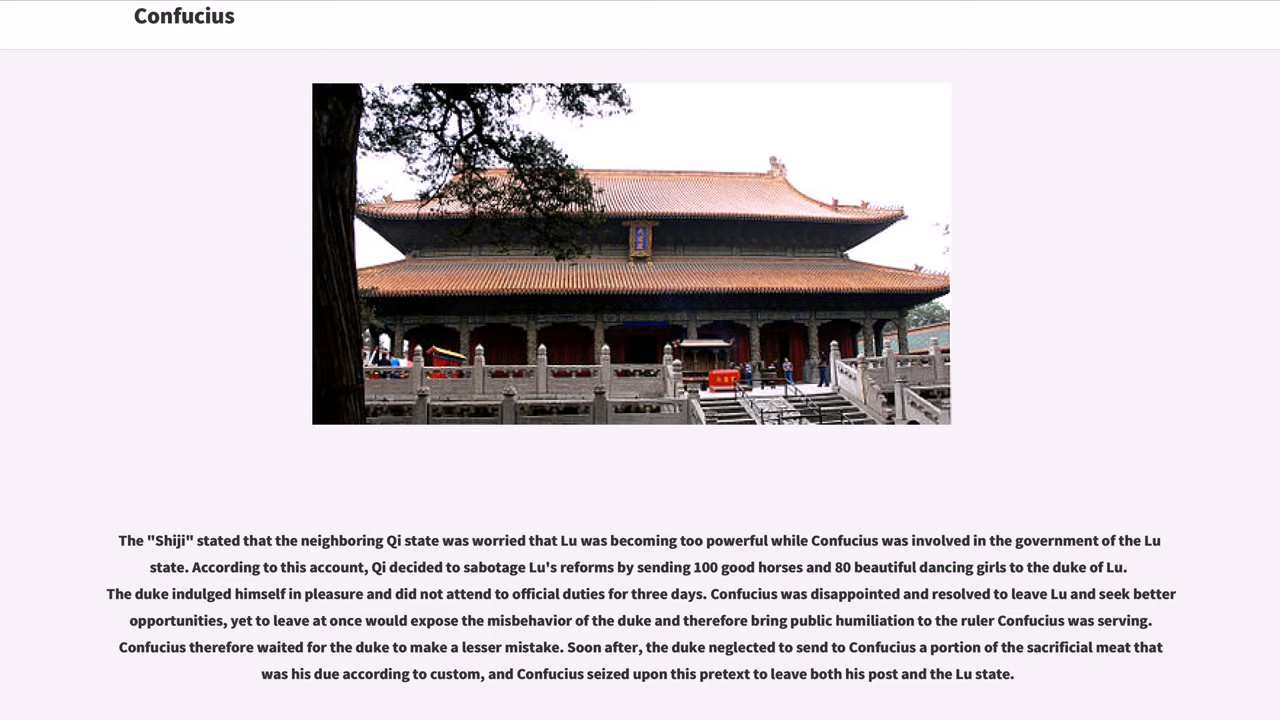 Confucius
The "Shiji" stated that the neighboring Qi state was worried that Lu was becoming too powerful while Confucius was involved in the government of the Lu
state. According to this account, Qi decided to sabotage Lu's reforms by sending 100 good horses and 80 beautiful dancing girls to the duke of Lu.
The duke indulged himself in pleasure and did not attend to official duties for three days. Confucius was disappointed and resolved to leave Lu and seek better
opportunities, yet to leave at once would expose the misbehavior of the duke and therefore bring public humiliation to the ruler Confucius was serving.
Confucius therefore waited for the duke to make a lesser mistake. Soon after, the duke neglected to send to Confucius a portion of the sacrificial meat that
was his due according to custom, and Confucius seized upon this pretext to leave both his post and the Lu state.